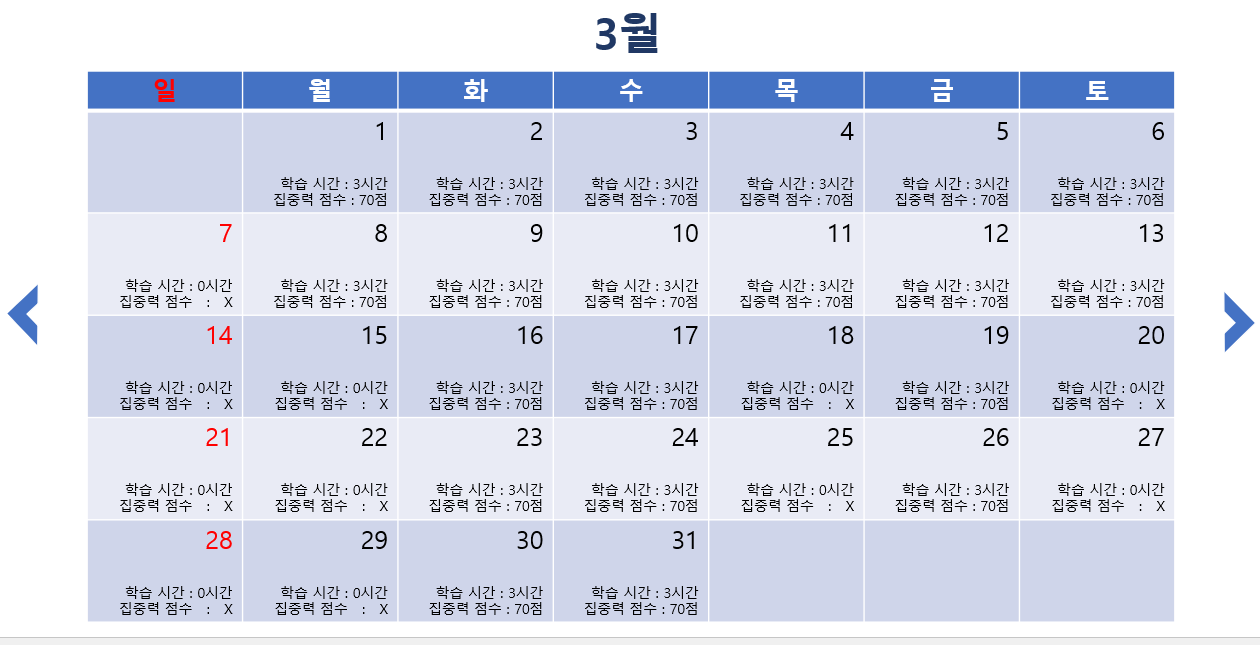 3월
일 월 화 수 목 금 토
1 2 3 4 5 6
학습 시간 : 3시간 학습 시간 : 3시간 학습 시간 : 3시간 학습 시간 : 3시간 학습 시간 : 3시간 학습 시간 : 3시간
집중력 점수 : 70점 집중력 점수 : 70점 집중력 점수 : 70점 집중력 점수 : 70점 집중력 점수 : 70점 집중력 점수 : 70점
7 8 9 10 11 12 13
학습 시간 : 0시간 학습 시간 : 3시간 학습 시간 : 3시간 학습 시간 : 3시간 학습 시간 : 3시간 학습 시간 : 3시간 학습 시간 : 3시간
집중력 점수 : X 집중력 점수 : 70점 집중력 점수 : 70점 집중력 점수 : 70점 집중력 점수 : 70점 집중력 점수 : 70점 집중력 점수 : 70점
14 15 16 17 18 19 20
학습 시간 : 0시간 학습 시간 : 0시간 학습 시간 : 3시간 학습 시간 : 3시간 학습 시간 : 0시간 학습 시간 : 3시간 학습 시간 : 0시간
집중력 점수 : X 집중력 점수 : X 집중력 점수 : 70점 집중력 점수 : 70점 집중력 점수 : X 집중력 점수 : 70점 집중력 점수 : X
21 22 23 24 25 26 27
학습 시간 : 0시간 학습 시간 : 0시간 학습 시간 : 3시간 학습 시간 : 3시간 학습 시간 : 0시간 학습 시간 : 3시간 학습 시간 : 0시간
집중력 점수 : X 집중력 점수 : X 집중력 점수 : 70점 집중력 점수 : 70점 집중력 점수 : X 집중력 점수 : 70점 집중력 점수 : X
28 29 30 31
학습 시간 : 0시간 학습 시간 : 0시간 학습 시간 : 3시간 학습 시간 : 3시간
집중력 점수 : X 집중력 점수 : X 집중력 점수 : 70점 집중력 점수 : 70점